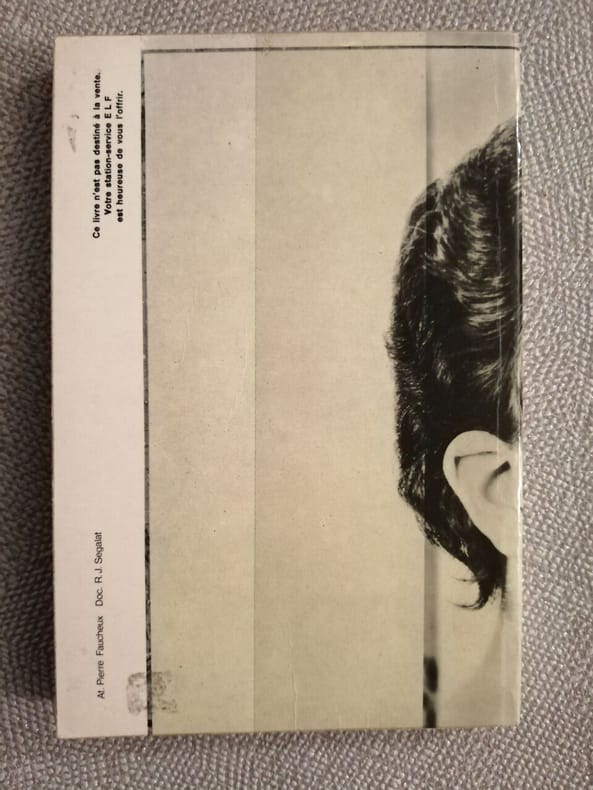 Ce livre n'est pas destiné à la vente.
Votre station-service E L F
est heureuse de vous l'offrir.
At. Pierre Faucheux Doc. R. J. Segalat